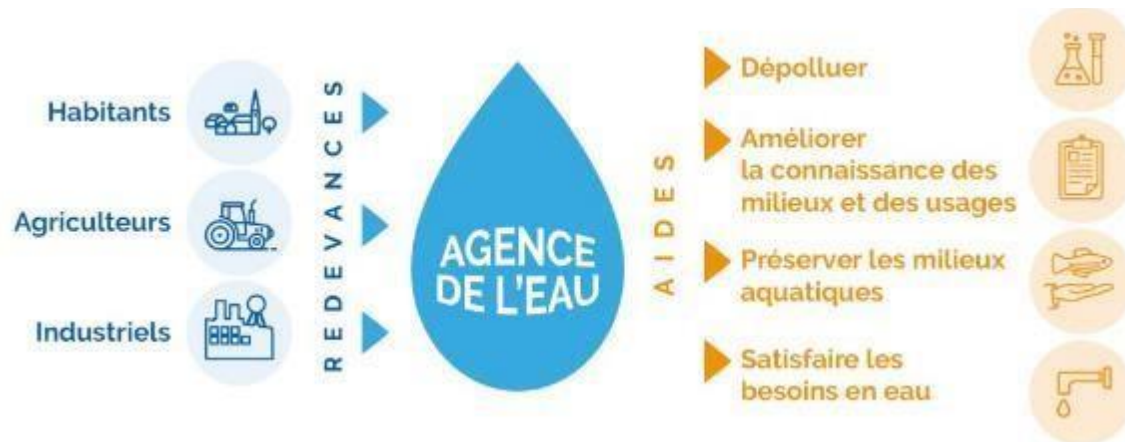 Habitants
Agriculteurs
Industriels
REDEVANCES
AGENCE
DE L'EAU
AIDES
Dépolluer
Améliorer
la connaissance des
milieux et des usages
Préserver les milieux
aquatiques
Satisfaire les
besoins en eau